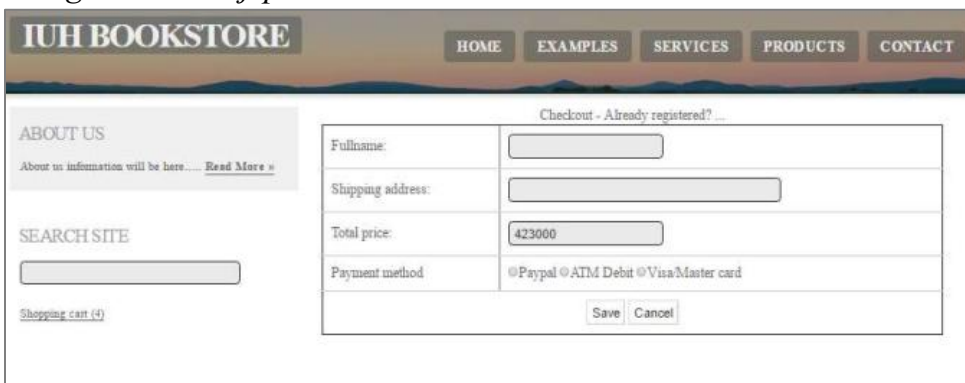 IUH BOOKSTORE
HOME EXAMPLES SERVICES PRODUCTS CONTACT
ABOUT US
About us information will be here..... Read More »
SEARCH SITE
Shopping cart (4)
Checkout - Already registered? ...
Fullname:
Shipping address:
Total price: 423000
Payment method Paypal ATM Debit Visa/Master card
Save Cancel